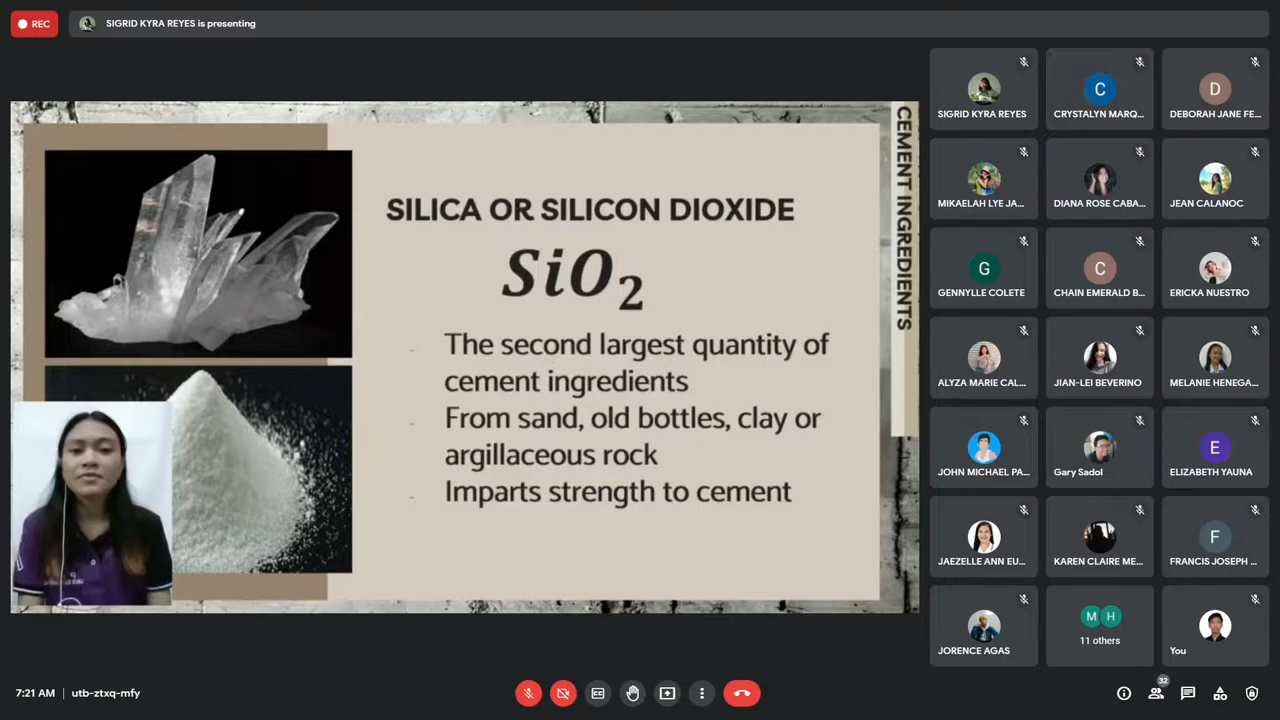 REC
SIGRID KYRA REYES is presenting
CEMENT INGREDIENTS
SILICA OR SILICON DIOXIDE
SiO2
The second largest quantity of
cement ingredients
From sand, old bottles, clay or
argillaceous rock
Imparts strength to cement
SIGRID KYRA REYES
C
CRYSTALYN MARQ...
D
DEBORAH JANE FE...
MIKAELAH LYE JA...
DIANA ROSE CABA...
JEAN CALANOC
G
GENNYLLE COLETE
C
CHAIN EMERALD B...
ERICKA NUESTRO
ALYZA MARIE CAL...
JIAN-LEI BEVERINO
MELANIE HENEGA...
JOHN MICHAEL PA...
Gary Sadol
E
ELIZABETH YAUNA
JAEZELLE ANN EU...
KAREN CLAIRE ME...
F
FRANCIS JOSEPH ...
JORENCE AGAS
M H
11 others
You
7:21 AM | utb-ztxq-mfy
CC
32